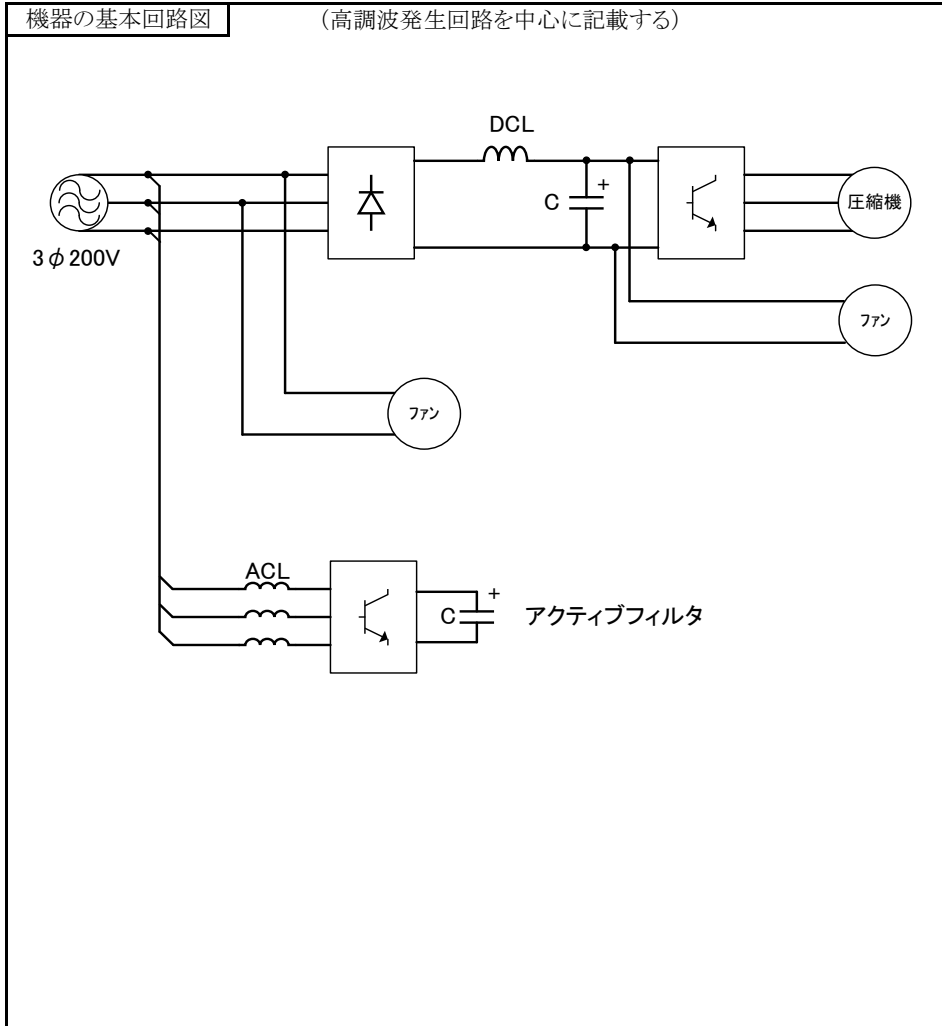 機器の基本回路図 (高調波発生回路を中心に記載する)
DCL
C +
圧縮機
3φ200V
ファン
ファン
ACL
C + アクティブフィルタ